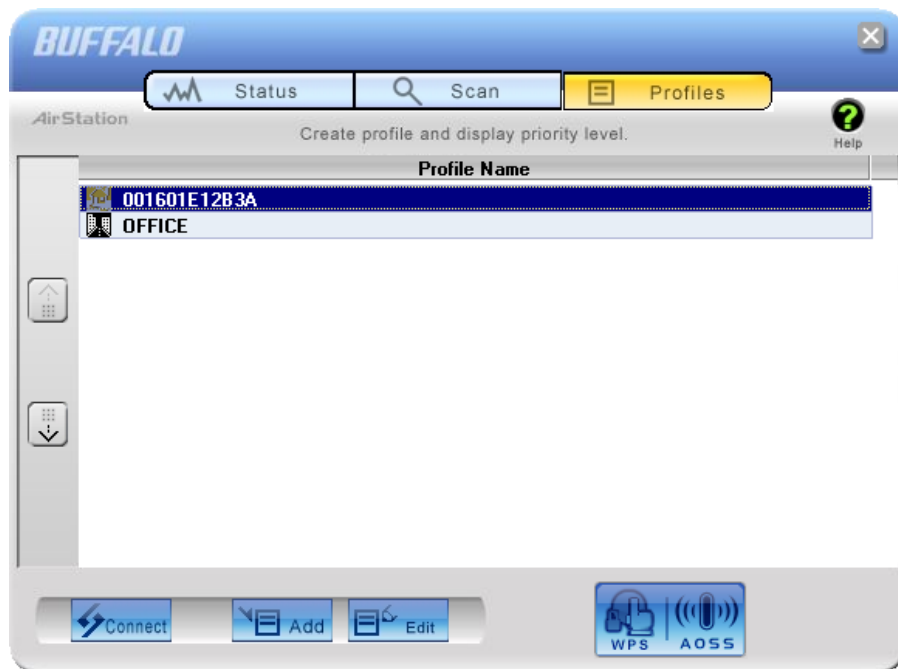 BUFFALO
Status
Scan
Profiles
AirStation
Create profile and display priority level.
Help
Profile Name
001601E12B3A
OFFICE
Connect
Add
Edit
WPS
AOSS